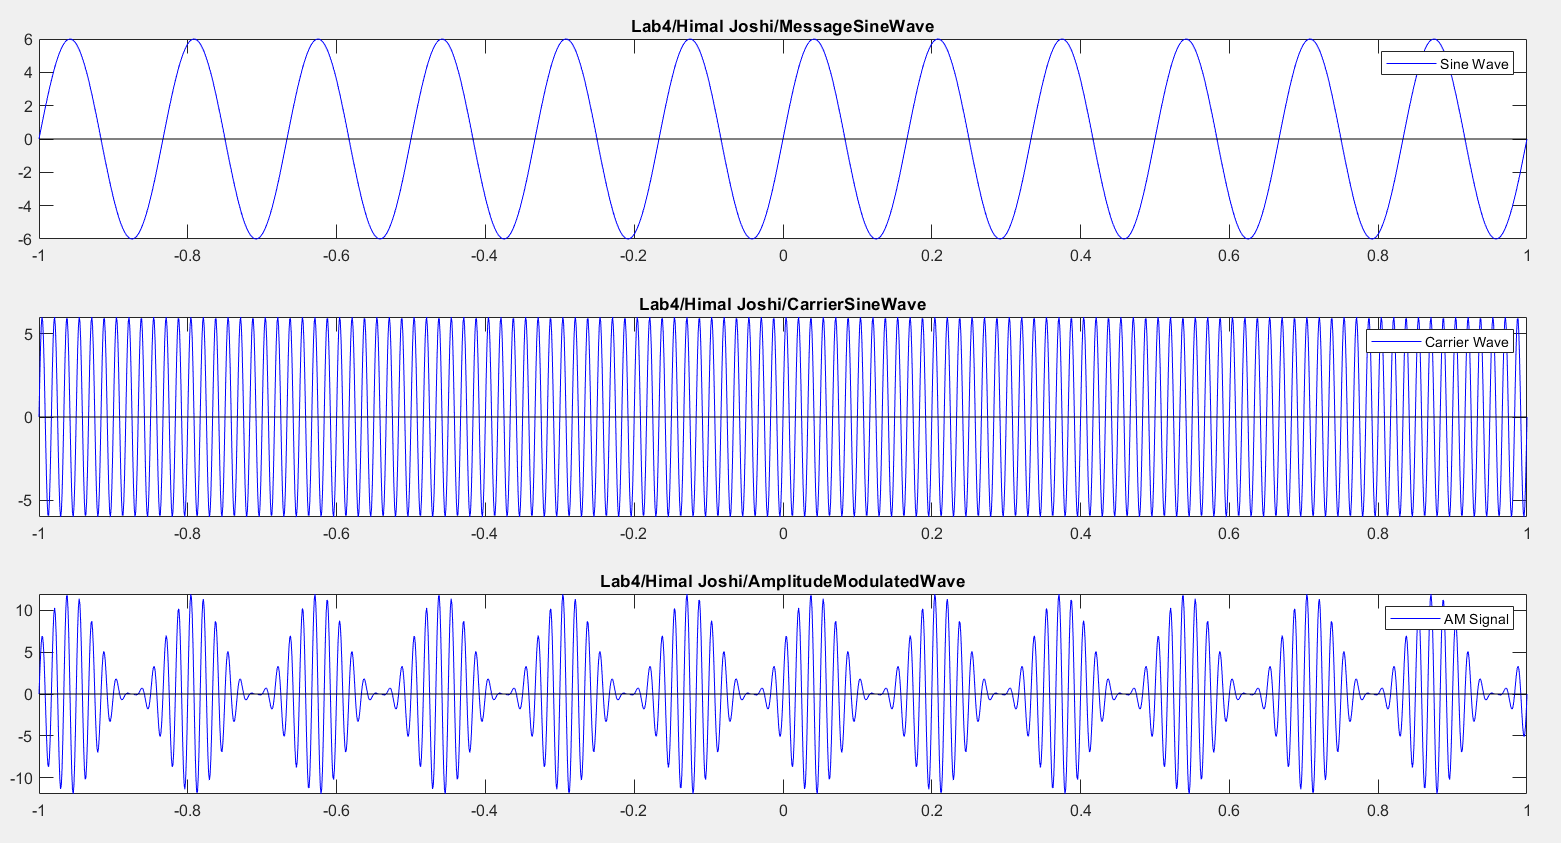 Lab4/Himal Joshi/MessageSineWave
6
4
2
0
-2
-4
-6
Sine Wave
-1 -0.8 -0.6 -0.4 -0.2 0 0.2 0.4 0.6 0.8 1
Lab4/Himal Joshi/CarrierSineWave
5
0
-5
Carrier Wave
-1 -0.8 -0.6 -0.4 -0.2 0 0.2 0.4 0.6 0.8 1
Lab4/Himal Joshi/AmplitudeModulatedWave
10
5
0
-5
-10
AM Signal
-1 -0.8 -0.6 -0.4 -0.2 0 0.2 0.4 0.6 0.8 1